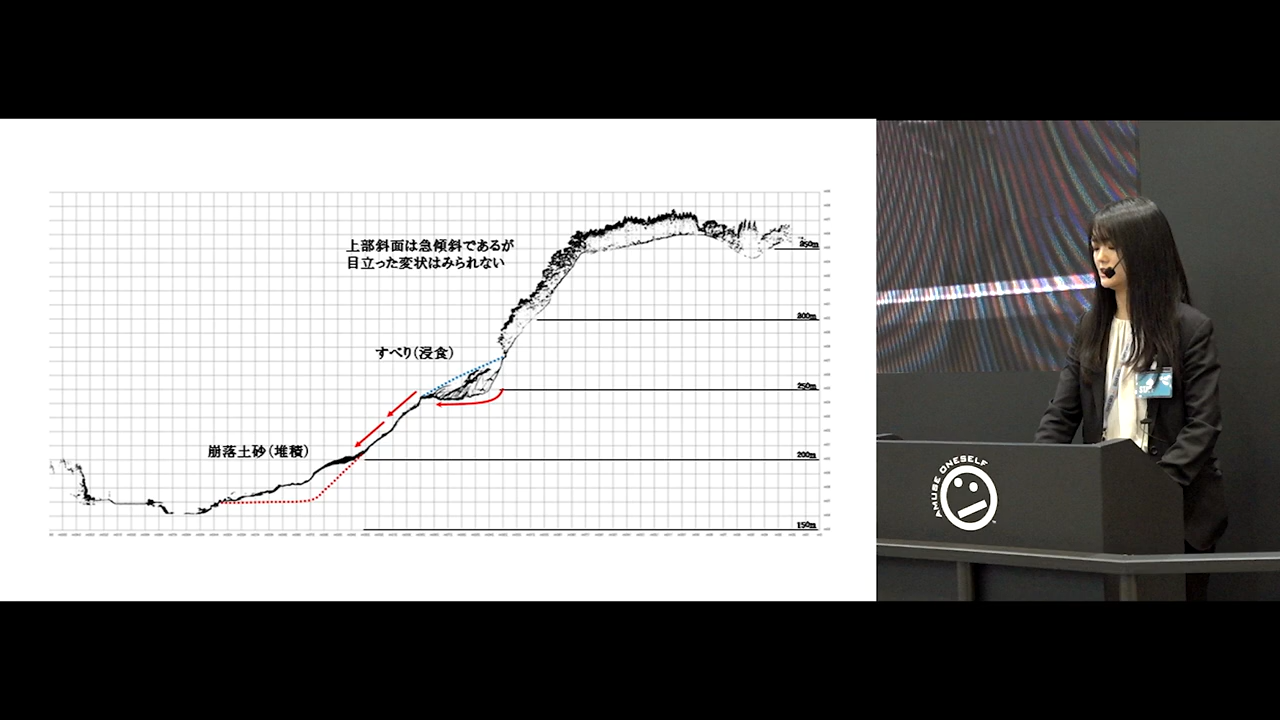 上部斜面は急傾斜であるが
目立った変状はみられない
350m
300m
すべり(浸食)
250m
崩落土砂(堆積)
200m
150m
AMUSE ONESELF